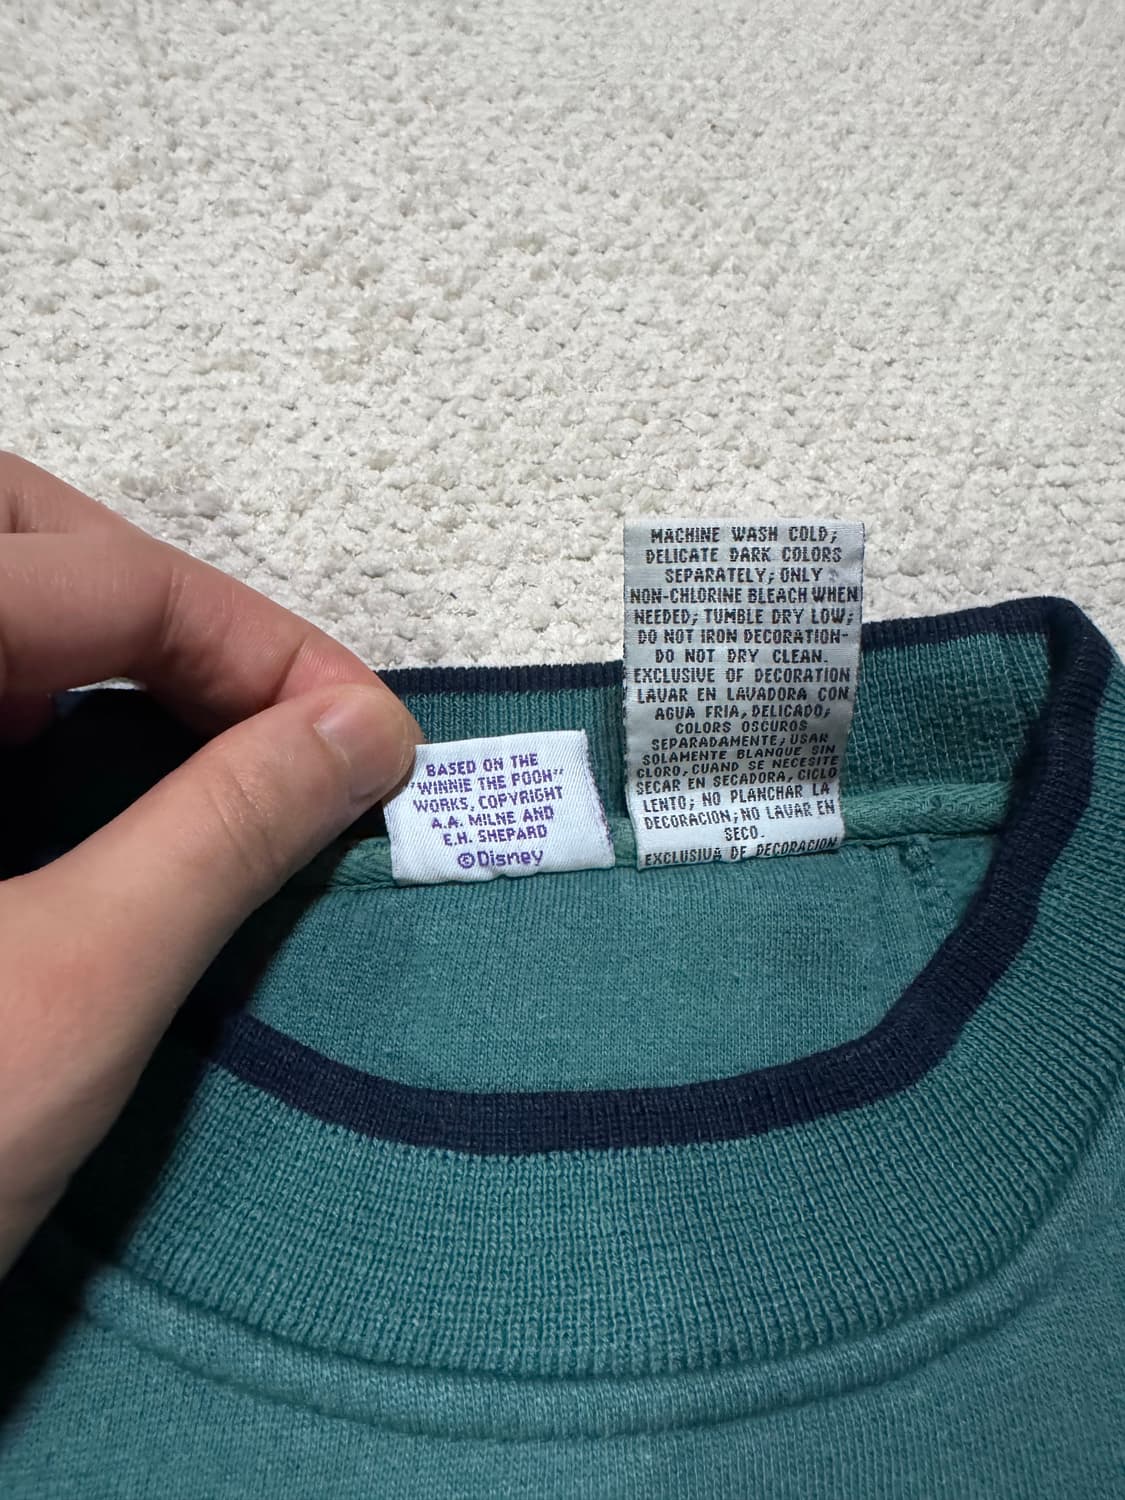 BASED ON THE
"WINNIE THE POOH"
WORKS, COPYRIGHT
A.A. MILNE AND
E.H. SHEPARD
©Disney
MACHINE WASH COLD;
DELICATE DARK COLORS
SEPARATELY; ONLY
NON-CHLORINE BLEACH WHEN
NEEDED; TUMBLE DRY LOW;
DO NOT IRON DECORATION-
DO NOT DRY CLEAN.
EXCLUSIVE OF DECORATION
LAVAR EN LAVADORA CON
AGUA FRIA, DELICADO;
COLORS OSCUROS
SEPARADAMENTE; USAR
SOLAMENTE BLANQUE SIN
CLORO, CUANDO SE NECESITE
SECAR EN SECADORA, CICLO
LENTO; NO PLANCHAR LA
DECORACION; NO LAVAR EN
SECO.
EXCLUSIVA DE DECORACION